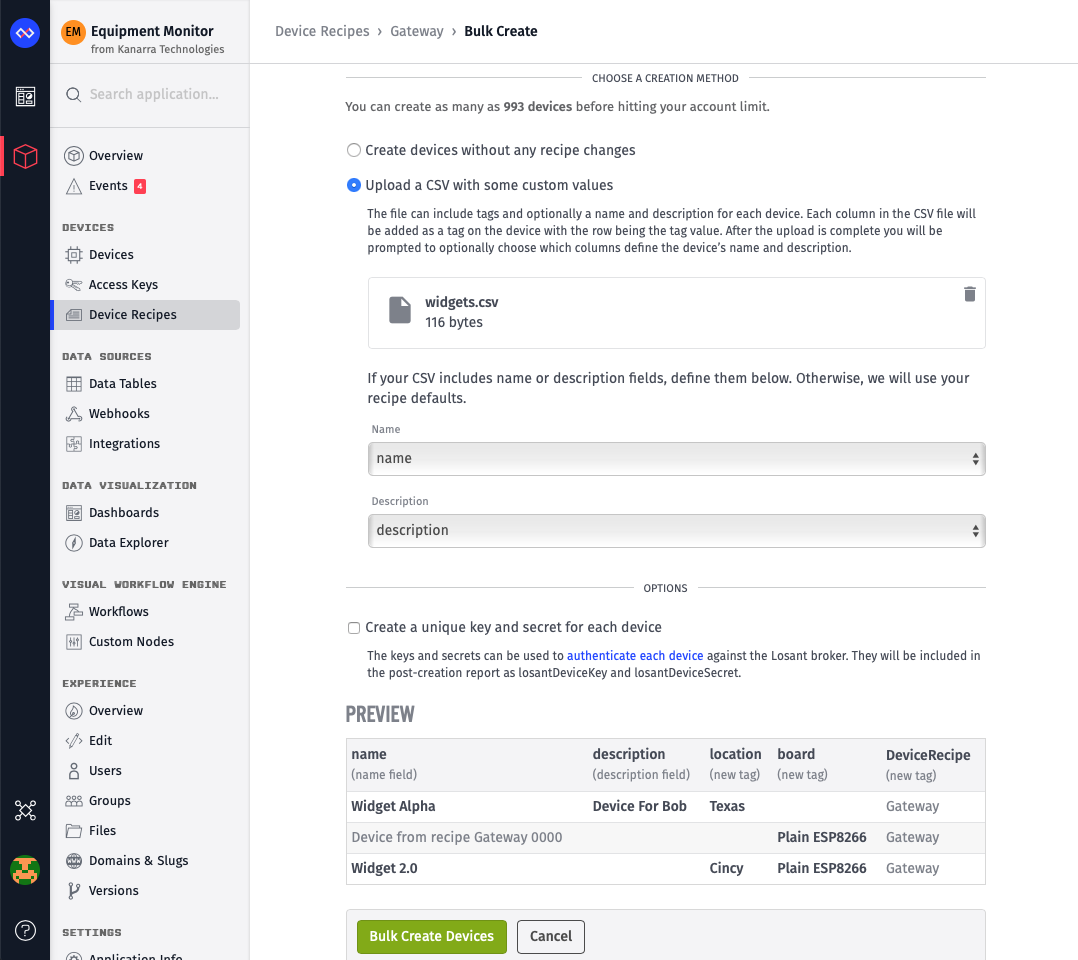 EM Equipment Monitor
from Kanarra Technologies
Search application...
Overview
Events 4
DEVICES
Devices
Access Keys
Device Recipes
DATA SOURCES
Data Tables
Webhooks
Integrations
DATA VISUALIZATION
Dashboards
Data Explorer
VISUAL WORKFLOW ENGINE
Workflows
Custom Nodes
EXPERIENCE
Overview
Edit
Users
Groups
Files
Domains & Slugs
Versions
SETTINGS
Application Info
Device Recipes › Gateway › Bulk Create
CHOOSE A CREATION METHOD
You can create as many as 993 devices before hitting your account limit.
Create devices without any recipe changes
Upload a CSV with some custom values
The file can include tags and optionally a name and description for each device. Each column in the CSV file will
be added as a tag on the device with the row being the tag value. After the upload is complete you will be
prompted to optionally choose which columns define the device's name and description.
widgets.csv
116 bytes
If your CSV includes name or description fields, define them below. Otherwise, we will use your
recipe defaults.
Name
name
Description
description
OPTIONS
Create a unique key and secret for each device
The keys and secrets can be used to authenticate each device against the Losant broker. They will be included in
the post-creation report as losantDeviceKey and losantDeviceSecret.
PREVIEW
name description location board DeviceRecipe
(name field) (description field) (new tag) (new tag) (new tag)
Widget Alpha Device For Bob Texas Gateway
Device from recipe Gateway 0000 Plain ESP8266 Gateway
Widget 2.0 Cincy Plain ESP8266 Gateway
Bulk Create Devices Cancel